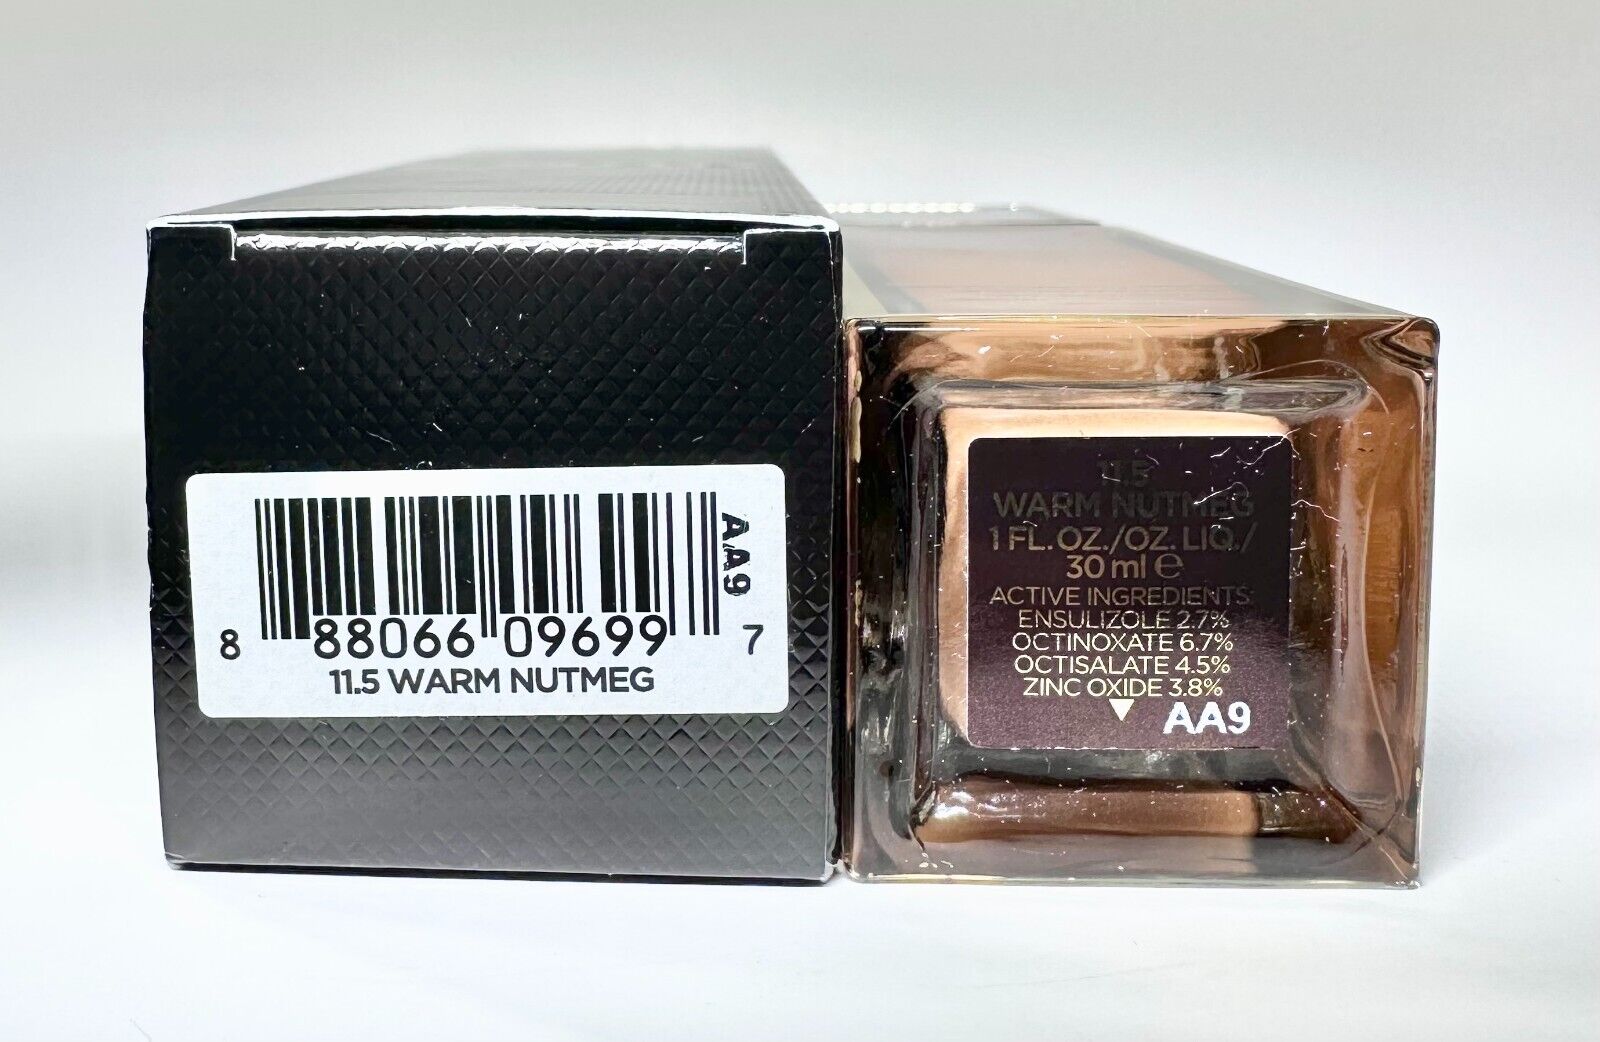 AA9
8 88066 09699 7
11.5 WARM NUTMEG
11.5
WARM NUTMEG
1 FL. OZ./OZ. LIQ./
30 ml e
ACTIVE INGREDIENTS:
ENSULIZOLE 2.7%
OCTINOXATE 6.7%
OCTISALATE 4.5%
ZINC OXIDE 3.8%
AA9